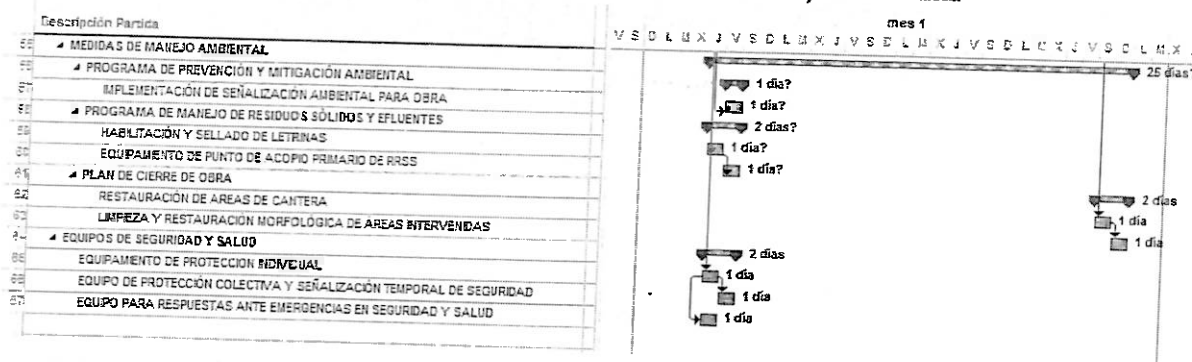 Descripción Partida
MEDIDAS DE MANEJO AMBIENTAL
PROGRAMA DE PREVENCIÓN Y MITIGACIÓN AMBIENTAL
IMPLEMENTACIÓN DE SEÑALIZACIÓN AMBIENTAL PARA OBRA
PROGRAMA DE MANEJO DE RESIDUOS SÓLIDOS Y EFLUENTES
HABILITACIÓN Y SELLADO DE LETRINAS
EQUIPAMENTO DE PUNTO DE ACOPIO PRIMARIO DE RRSS
PLAN DE CIERRE DE OBRA
RESTAURACIÓN DE AREAS DE CANTERA
LIMPIEZA Y RESTAURACIÓN MORFOLÓGICA DE AREAS INTERVENIDAS
EQUIPOS DE SEGURIDAD Y SALUD
EQUIPAMENTO DE PROTECCION INDIVIDUAL
EQUIPO DE PROTECCIÓN COLECTIVA Y SEÑALIZACIÓN TEMPORAL DE SEGURIDAD
EQUIPO PARA RESPUESTAS ANTE EMERGENCIAS EN SEGURIDAD Y SALUD
mes 1
V S D L M X J V S D L M X J V S D L M X J V S D L M X J V S D L M X
25 días?
1 día?
1 día?
2 días?
1 día?
1 día?
2 días
1 día
1 día
2 días
1 día
1 día
1 día